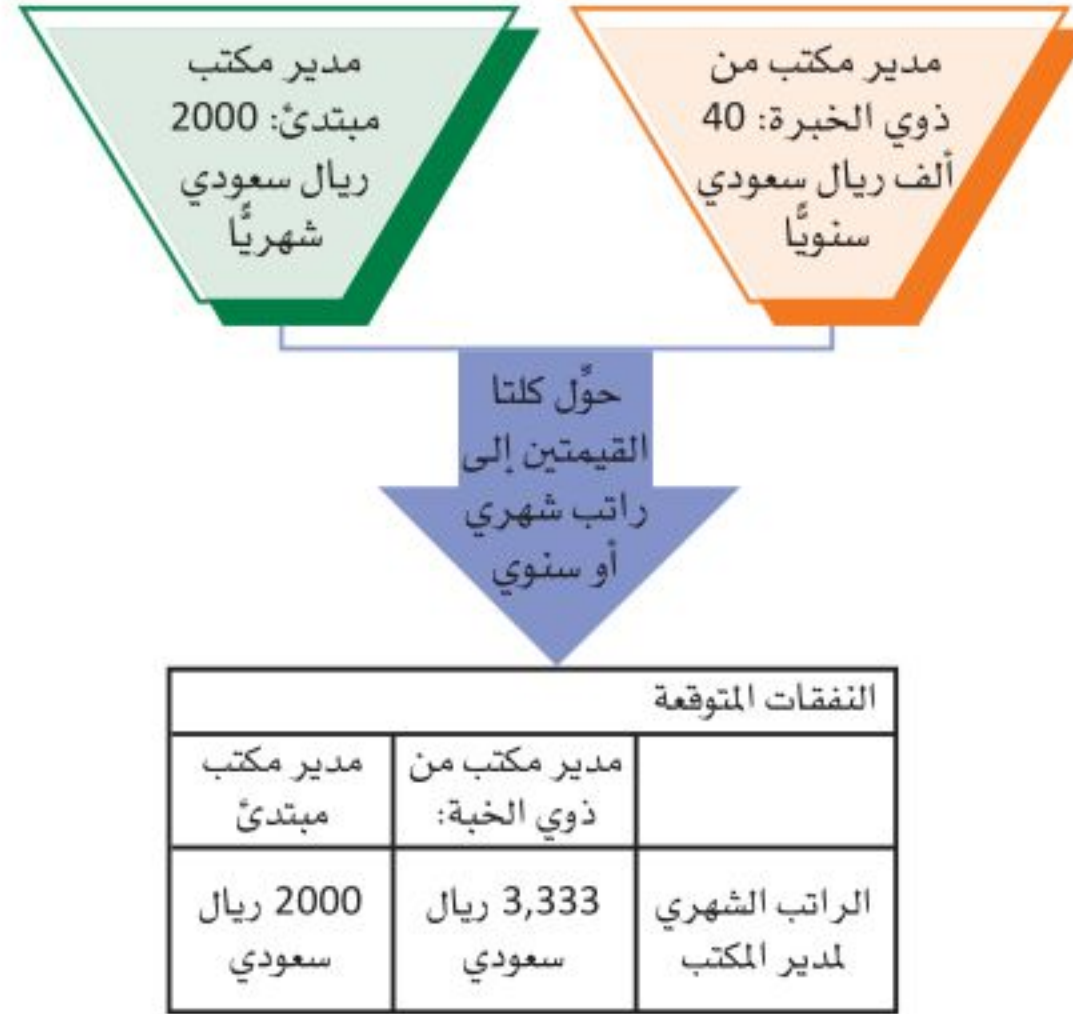 مدير مكتب من
ذوي الخبرة: 40
ألف ريال سعودي
سنويًّا
مدير مكتب
مبتدئ: 2000
ريال سعودي
شهريًّا
حوِّل كلتا
القيمتين إلى
راتب شهري
أو سنوي
النفقات المتوقعة
مدير مكتب من
ذوي الخبة:
مدير مكتب
مبتدئ
الراتب الشهري
لمدير المكتب
3,333 ريال
سعودي
2000 ريال
سعودي